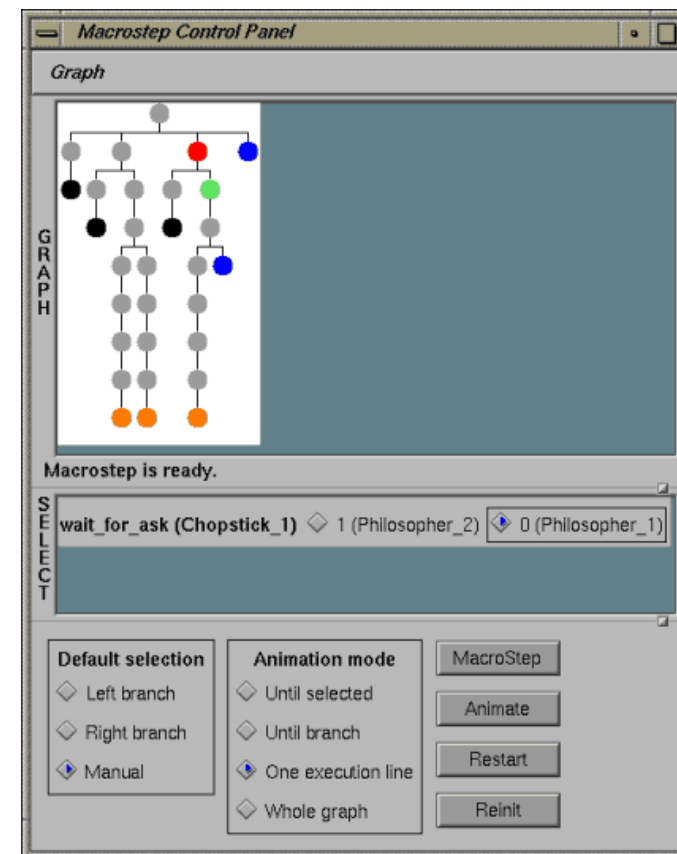 Macrostep Control Panel
Graph
GRAPH
Macrostep is ready.
SELECT
wait_for_ask (Chopstick_1) 1 (Philosopher_2) 0 (Philosopher_1)
Default selection
Left branch
Right branch
Manual
Animation mode
Until selected
Until branch
One execution line
Whole graph
MacroStep
Animate
Restart
Reinit